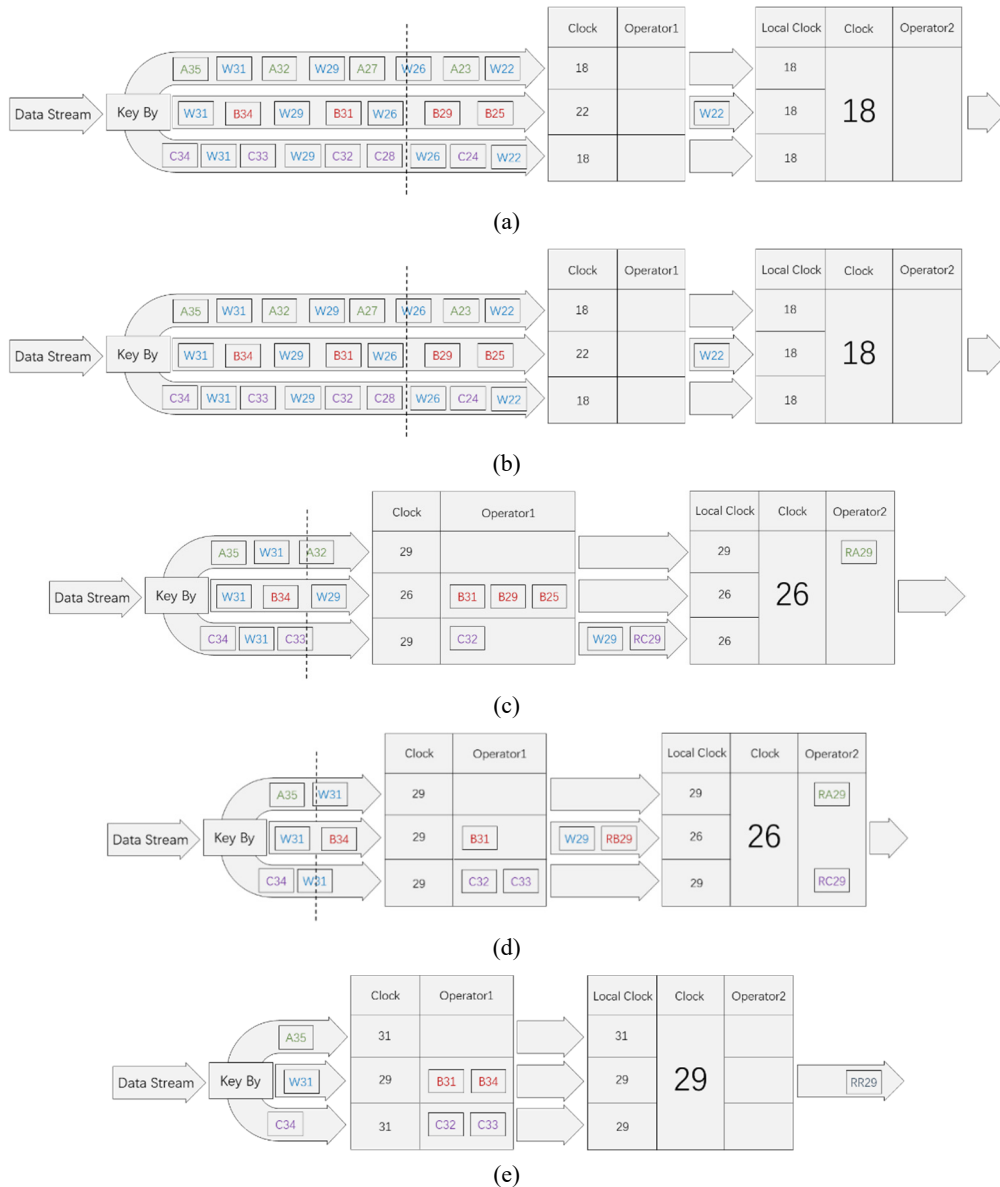 Clock Operator1 Local Clock Clock Operator2
A35 W31 A32 W29 A27 W26 A23 W22 18 18
Data Stream Key By W31 B34 W29 B31 W26 B29 B25 22 W22 18 18
C34 W31 C33 W29 C32 C28 W26 C24 W22 18 18
(a)
Clock Operator1 Local Clock Clock Operator2
A35 W31 A32 W29 A27 W26 A23 W22 18 18
Data Stream Key By W31 B34 W29 B31 W26 B29 B25 22 W22 18 18
C34 W31 C33 W29 C32 C28 W26 C24 W22 18 18
(b)
Clock Operator1 Local Clock Clock Operator2
A35 W31 A32 29 29 RA29
Data Stream Key By W31 B34 W29 26 B31 B29 B25 26 26
C34 W31 C33 29 C32 W29 RC29 26
(c)
Clock Operator1 Local Clock Clock Operator2
A35 W31 29 29 RA29
Data Stream Key By W31 B34 29 B31 W29 RB29 26 26
C34 W31 29 C32 C33 29 RC29
(d)
Clock Operator1 Local Clock Clock Operator2
A35 31 31
Data Stream Key By W31 29 B31 B34 29 29 RR29
C34 31 C32 C33 29
(e)